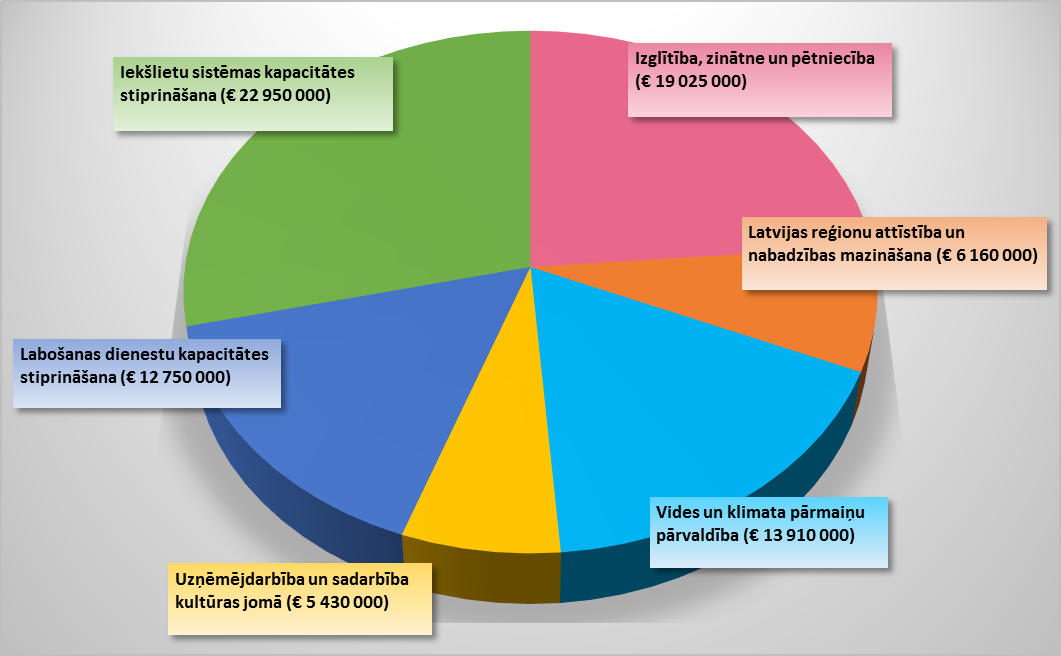 Iekšlietu sistēmas kapacitātes
stiprināšana (€ 22 950 000)
Izglītība, zinātne un pētniecība
(€ 19 025 000)
Latvijas reģionu attīstība un
nabadzības mazināšana (€ 6 160 000)
Labošanas dienestu kapacitātes
stiprināšana (€ 12 750 000)
Vides un klimata pārmaiņu
pārvaldība (€ 13 910 000)
Uzņēmējdarbība un sadarbība
kultūras jomā (€ 5 430 000)